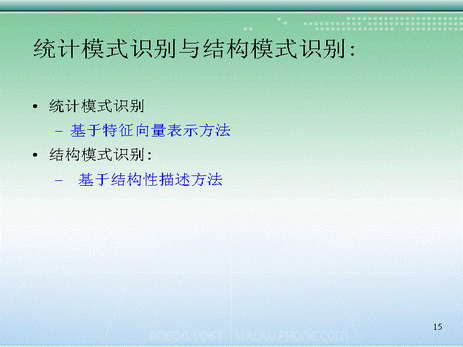 统计模式识别与结构模式识别:
• 统计模式识别
– 基于特征向量表示方法
• 结构模式识别:
– 基于结构性描述方法
15